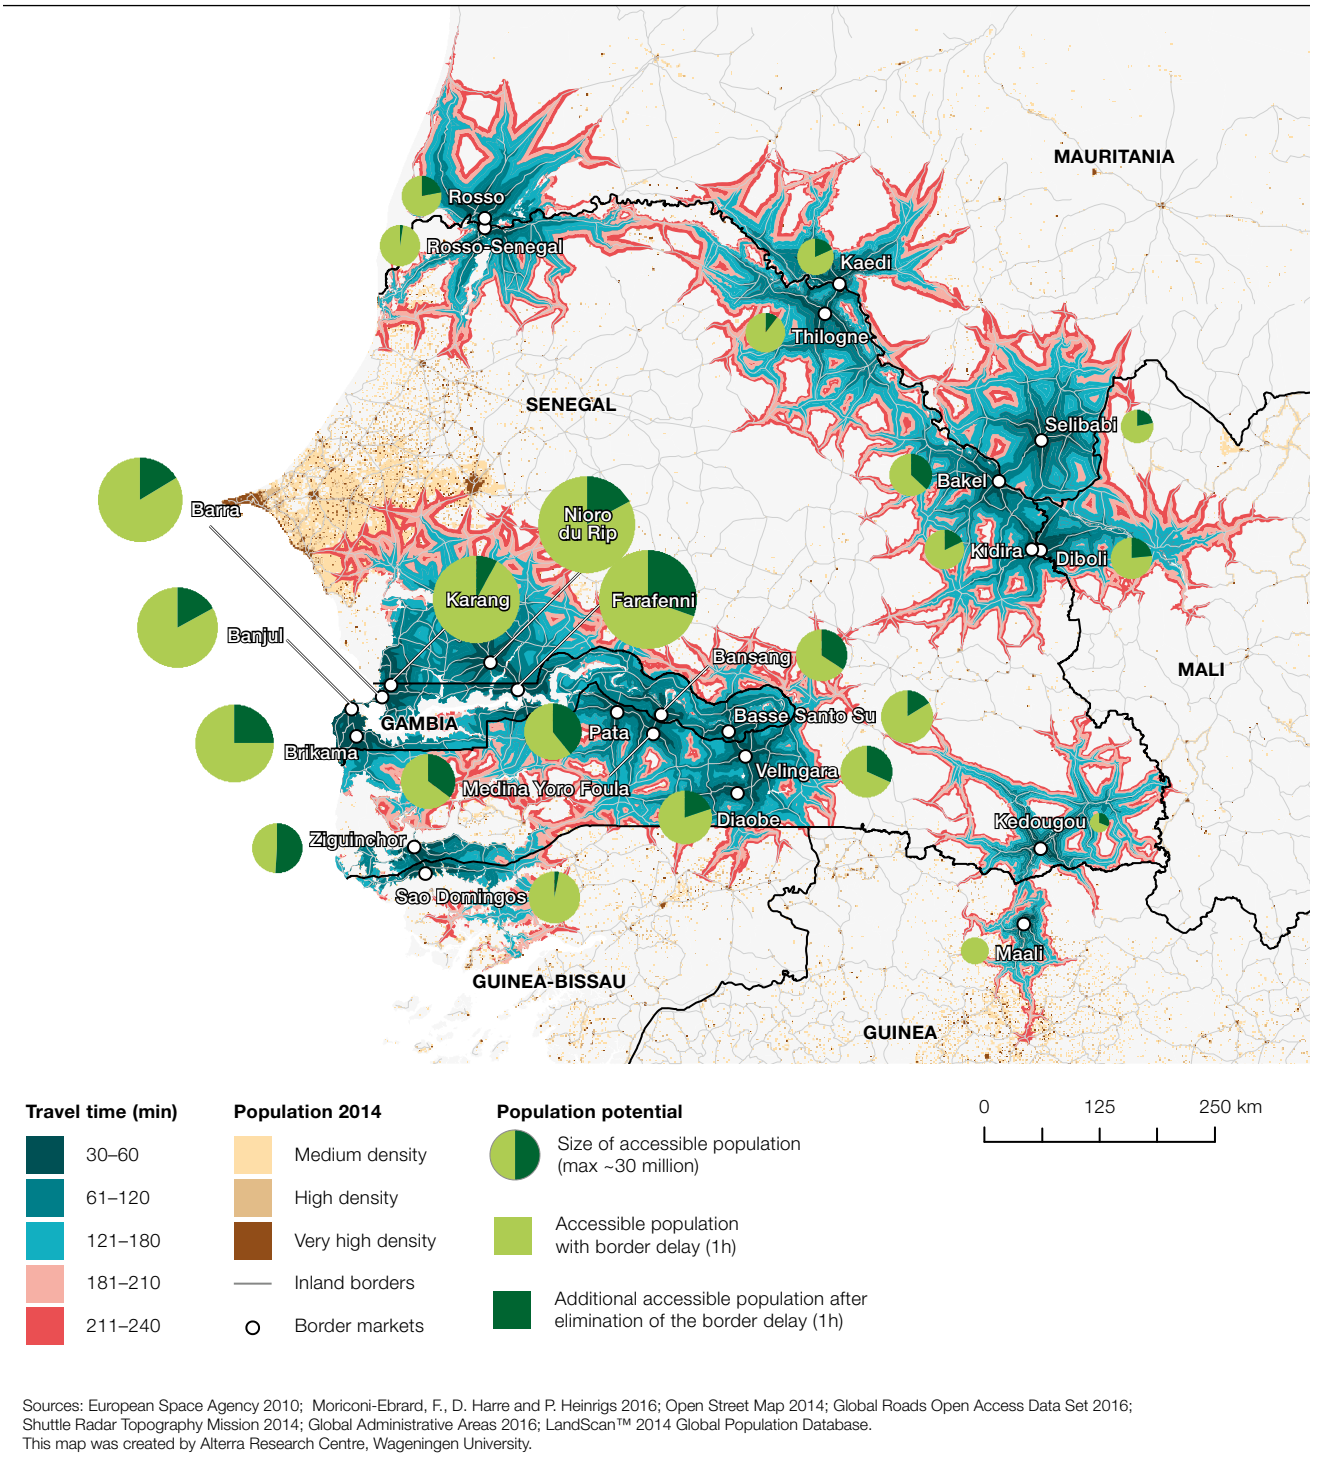 MAURITANIA
Rosso
Rosso-Senegal
Kaedi
Thilogne
SENEGAL
Selibabi
Bakel
Barra
Nioro
du Rip
Kidira
Diboli
Karang
Farafenni
Banjul
Bansang
MALI
GAMBIA
Basse Santo Su
Pata
Brikama
Velingara
Medina Yoro Foula
Diaobe
Kedougou
Ziguinchor
Sao Domingos
Maali
GUINEA-BISSAU
GUINEA
Travel time (min)
30–60
61–120
121–180
181–210
211–240
Population 2014
Medium density
High density
Very high density
Inland borders
Border markets
Population potential
Size of accessible population
(max ~30 million)
Accessible population
with border delay (1h)
Additional accessible population after
elimination of the border delay (1h)
0 125 250 km
Sources: European Space Agency 2010; Moriconi-Ebrard, F., D. Harre and P. Heinrigs 2016; Open Street Map 2014; Global Roads Open Access Data Set 2016;
Shuttle Radar Topography Mission 2014; Global Administrative Areas 2016; LandScan™ 2014 Global Population Database.
This map was created by Alterra Research Centre, Wageningen University.